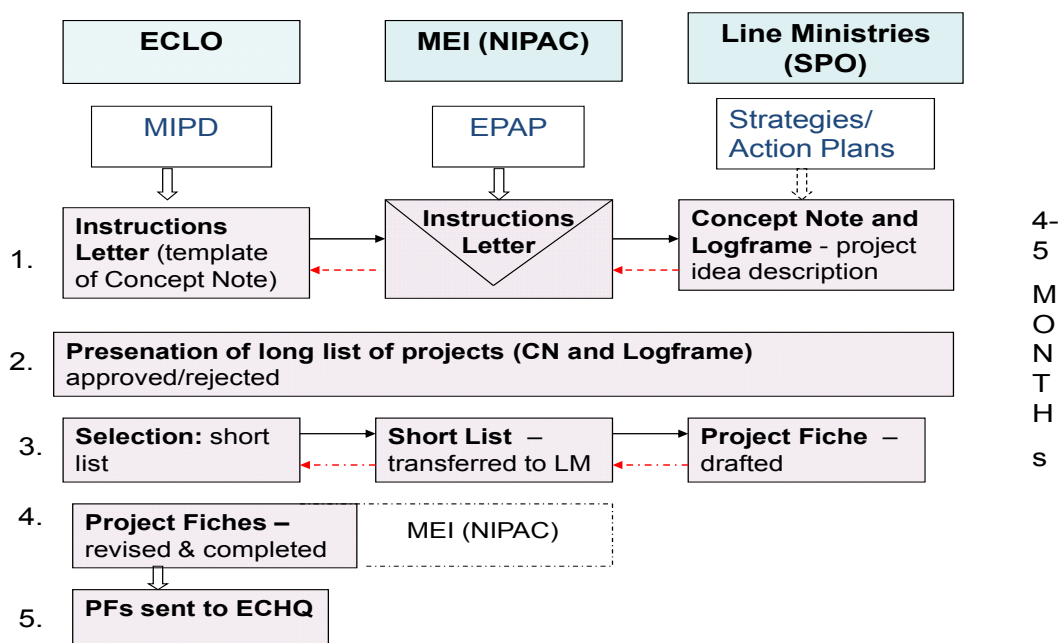 ECLO
MEI (NIPAC)
Line Ministries
(SPO)
MIPD
EPAP
Strategies/
Action Plans
1.
Instructions
Letter (template
of Concept Note)
Instructions
Letter
Concept Note and
Logframe - project
idea description
2.
Presenation of long list of projects (CN and Logframe)
approved/rejected
3.
Selection: short
list
Short List –
transferred to LM
Project Fiche –
drafted
4.
Project Fiches –
revised & completed
MEI (NIPAC)
5.
PFs sent to ECHQ
4-
5
M
O
N
T
H
s